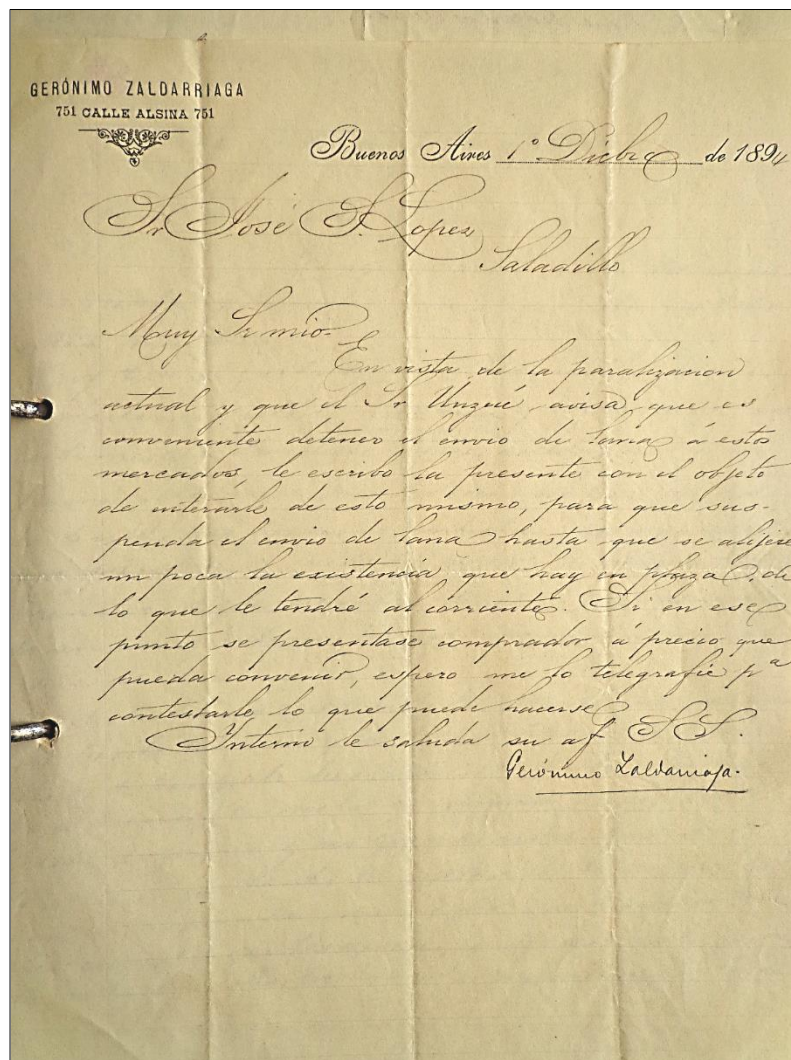 GERÓNIMO ZALDARRIAGA
751 CALLE ALSINA 751
Buenos Aires 1º Dicbre de 1894
Sr José S. Lopez
Saladillo
Muy Sr mio
En vista de la paralizacion
actual y que el Sr Unzué avisa que es
conveniente detener el envio de lana á estos
mercados, le escribo la presente con el objeto
de enterarle de esto mismo, para que sus-
penda el envio de lana hasta que se alijere
un poca la existencia que hay en plaza, de
lo que le tendré al corriente. Si en ese
punto se presentase comprador á precio que
pueda convenir, espero me lo telegrafie pª
contestarle lo que puede hacerse
Interin le saluda su af S.S.
Gerónimo Zaldarriaga.